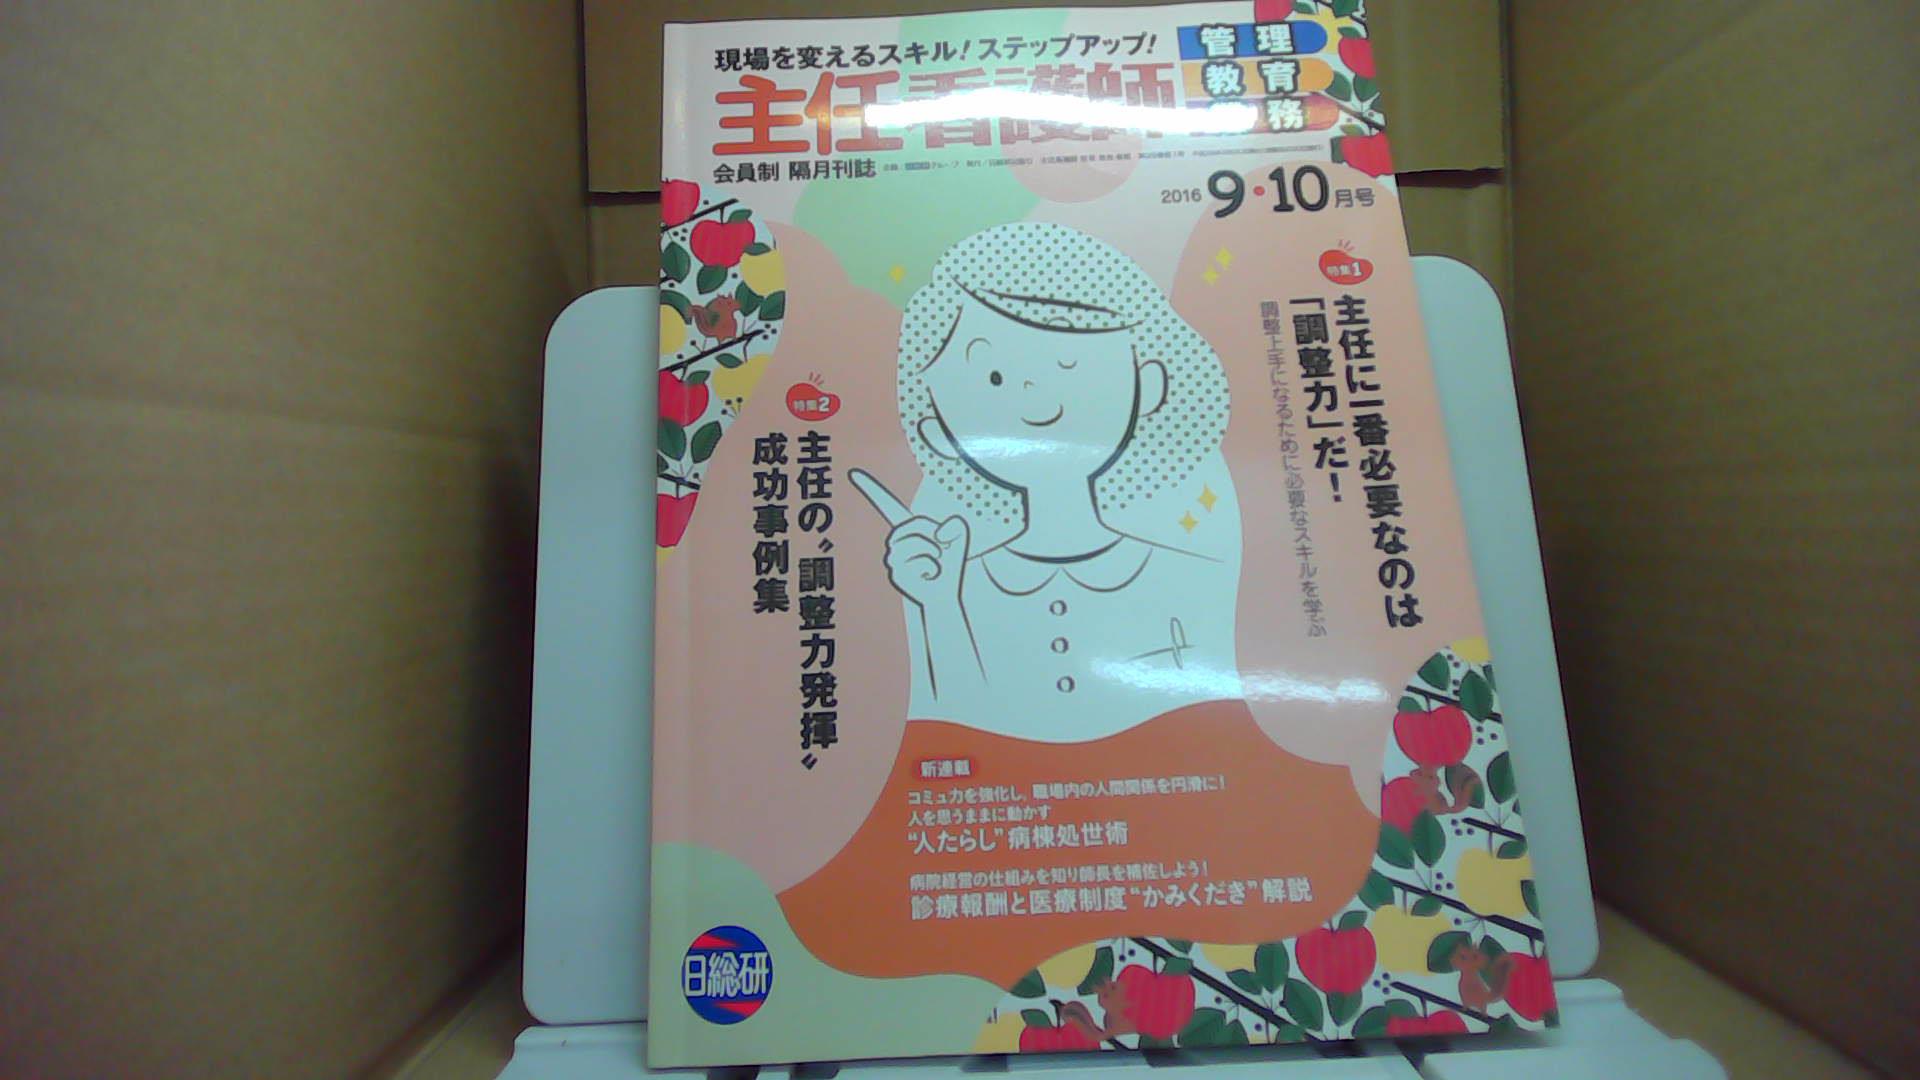 現場を変えるスキル!ステップアップ!
主任看護師
管理
教育
務
会員制 隔月刊誌
2016 9・10月号
特集1
主任に一番必要なのは
「調整力」だ!
調整上手になるために必要なスキルを学ぶ
特集2
主任の“調整力発揮”
成功事例集
新連載
コミュ力を強化し、職場内の人間関係を円滑に!
人を思うままに動かす
“人たらし”病棟処世術
病院経営の仕組みを知り師長を補佐しよう!
診療報酬と医療制度“かみくだき”解説
日総研